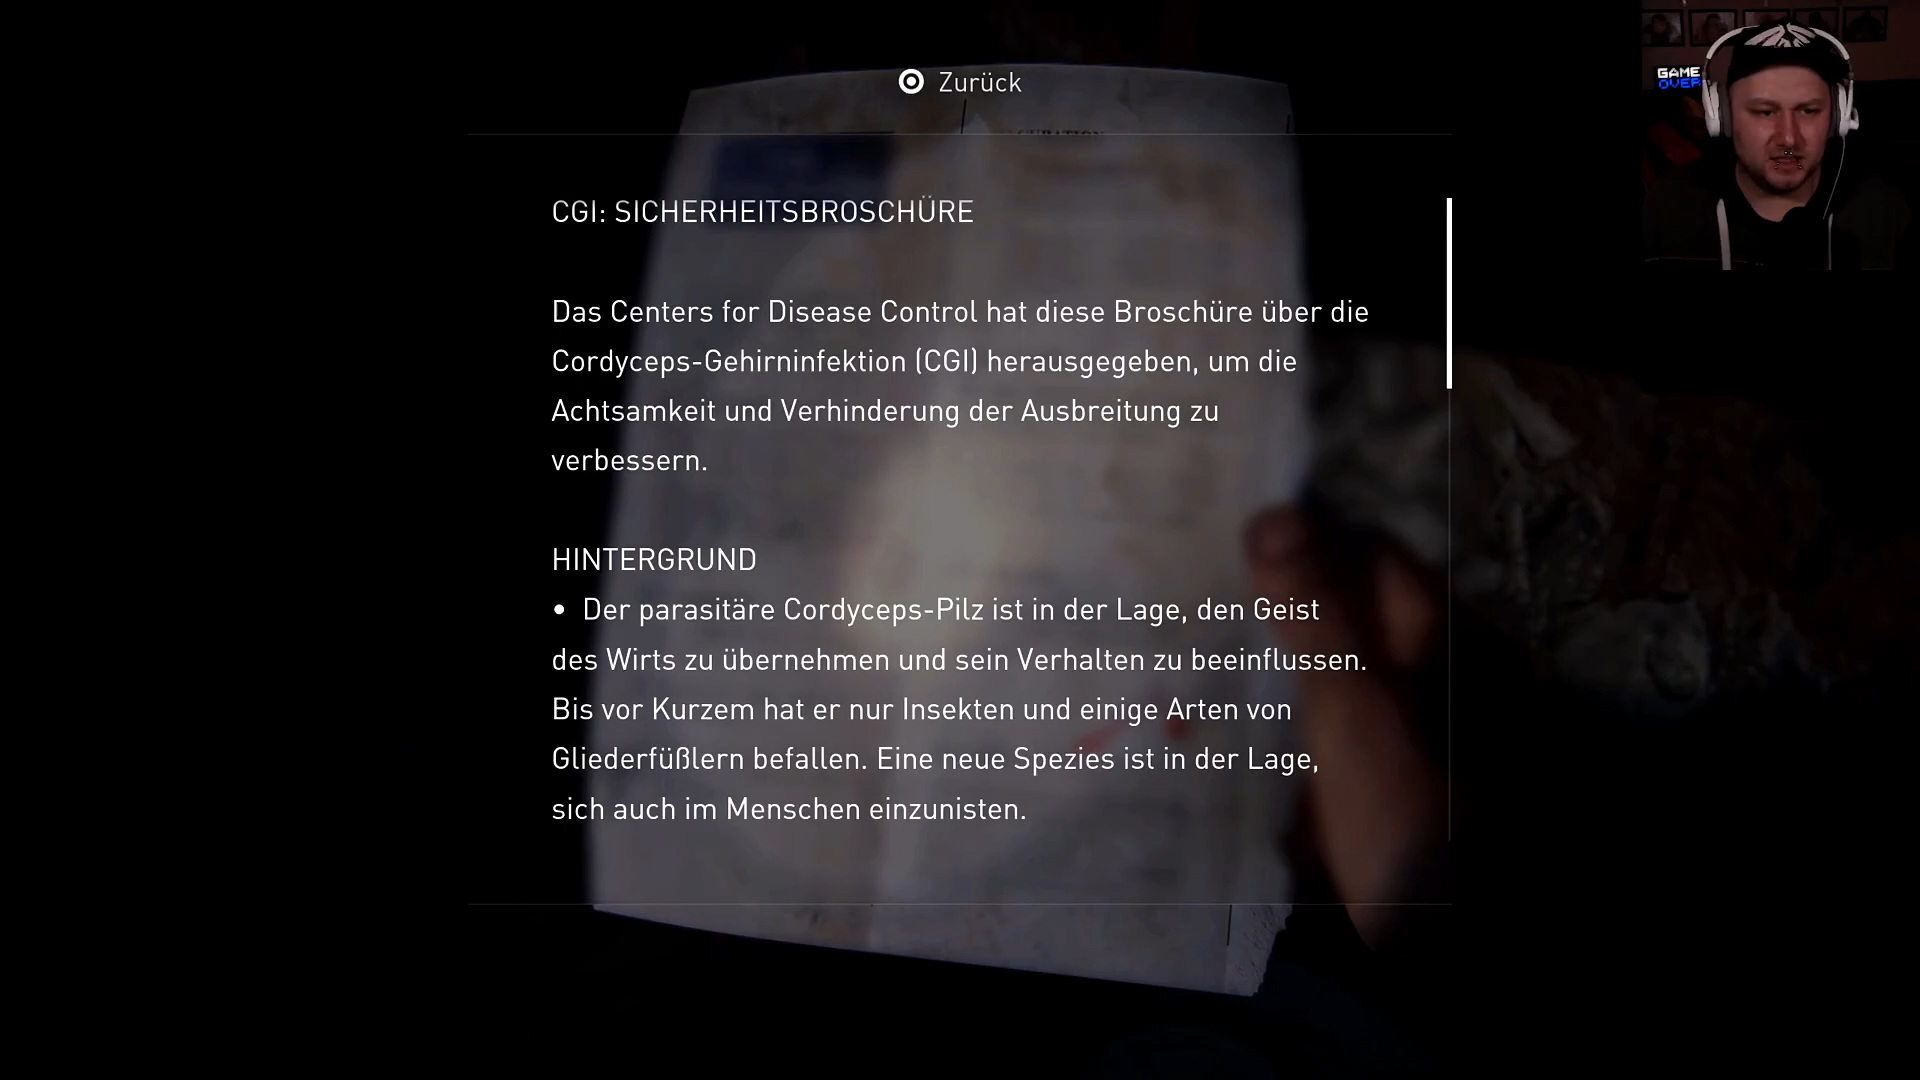 Zurück
CGI: SICHERHEITSBROSCHÜRE
Das Centers for Disease Control hat diese Broschüre über die
Cordyceps-Gehirninfektion (CGI) herausgegeben, um die
Achtsamkeit und Verhinderung der Ausbreitung zu
verbessern.
HINTERGRUND
• Der parasitäre Cordyceps-Pilz ist in der Lage, den Geist
des Wirts zu übernehmen und sein Verhalten zu beeinflussen.
Bis vor Kurzem hat er nur Insekten und einige Arten von
Gliederfüßlern befallen. Eine neue Spezies ist in der Lage,
sich auch im Menschen einzunisten.
GAME
OVER